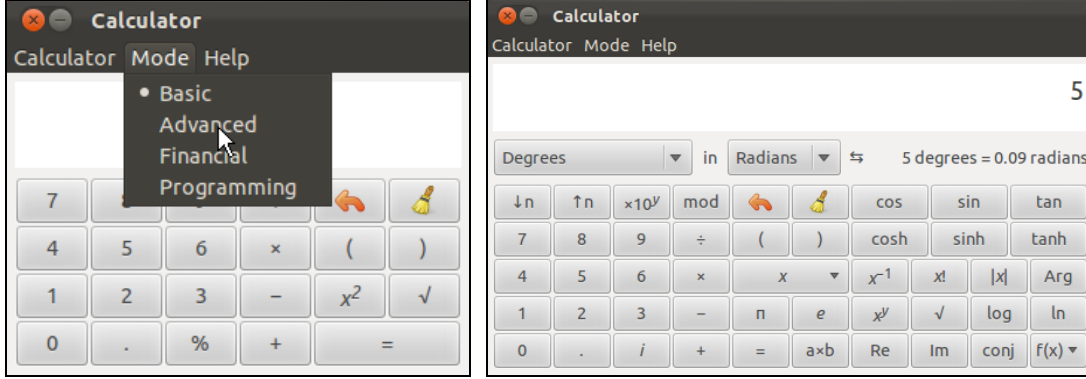 Calculator
Calculator Mode Help
Basic
Advanced
Financial
Programming
7
4 5 6 × ( )
1 2 3 − x² √
0 . % + =
Calculator
Calculator Mode Help
5
Degrees in Radians ⇆ 5 degrees = 0.09 radians
↓n ↑n ×10ʸ mod cos sin tan
7 8 9 ÷ ( ) cosh sinh tanh
4 5 6 × x x⁻¹ x! |x| Arg
1 2 3 − π e xʸ √ log ln
0 . i + = a×b Re Im conj f(x)